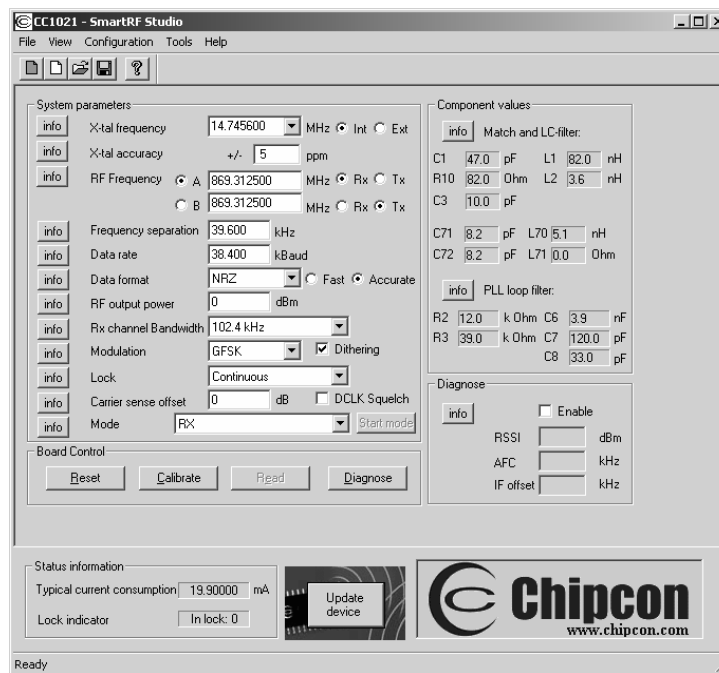 CC1021 - SmartRF Studio
File View Configuration Tools Help
System parameters
info X-tal frequency 14.745600 MHz Int Ext
info X-tal accuracy +/- 5 ppm
info RF Frequency A 869.312500 MHz Rx Tx
B 869.312500 MHz Rx Tx
info Frequency separation 39.600 kHz
info Data rate 38.400 kBaud
info Data format NRZ Fast Accurate
info RF output power 0 dBm
info Rx channel Bandwidth 102.4 kHz
info Modulation GFSK Dithering
info Lock Continuous
info Carrier sense offset 0 dB DCLK Squelch
info Mode RX Start mode
Board Control
Reset Calibrate Read Diagnose
Component values
info Match and LC-filter:
C1 47.0 pF L1 82.0 nH
R10 82.0 Ohm L2 3.6 nH
C3 10.0 pF
C71 8.2 pF L70 5.1 nH
C72 8.2 pF L71 0.0 Ohm
info PLL loop filter:
R2 12.0 k Ohm C6 3.9 nF
R3 39.0 k Ohm C7 120.0 pF
C8 33.0 pF
Diagnose
info Enable
RSSI dBm
AFC kHz
IF offset kHz
Status information
Typical current consumption 19.90000 mA
Lock indicator In lock: 0
Update device
Chipcon
www.chipcon.com
Ready